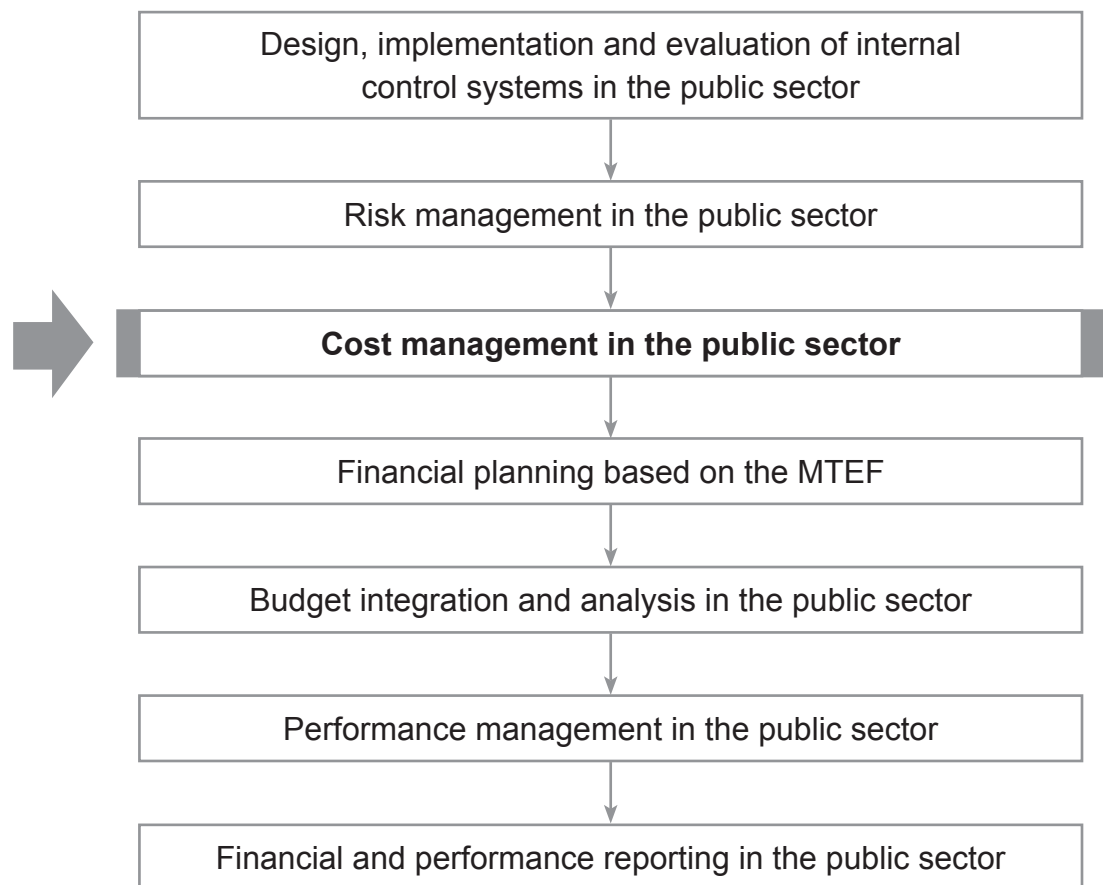 Design, implementation and evaluation of internal
control systems in the public sector
Risk management in the public sector
Cost management in the public sector
Financial planning based on the MTEF
Budget integration and analysis in the public sector
Performance management in the public sector
Financial and performance reporting in the public sector